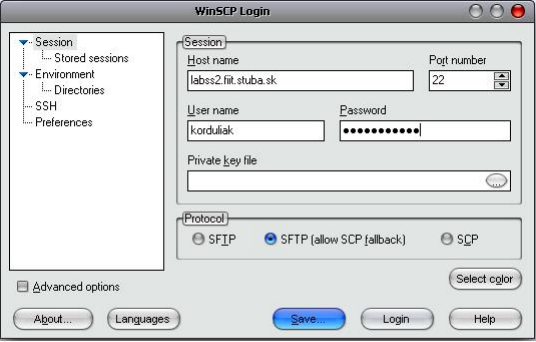 WinSCP Login
Session
Stored sessions
Environment
Directories
SSH
Preferences
Advanced options
Session
Host name
Port number
labss2.fiit.stuba.sk
22
User name
Password
korduliak
●●●●●●●●●●●
Private key file
...
Protocol
SFTP
SFTP (allow SCP fallback)
SCP
Select color
About...
Languages
Save...
Login
Help